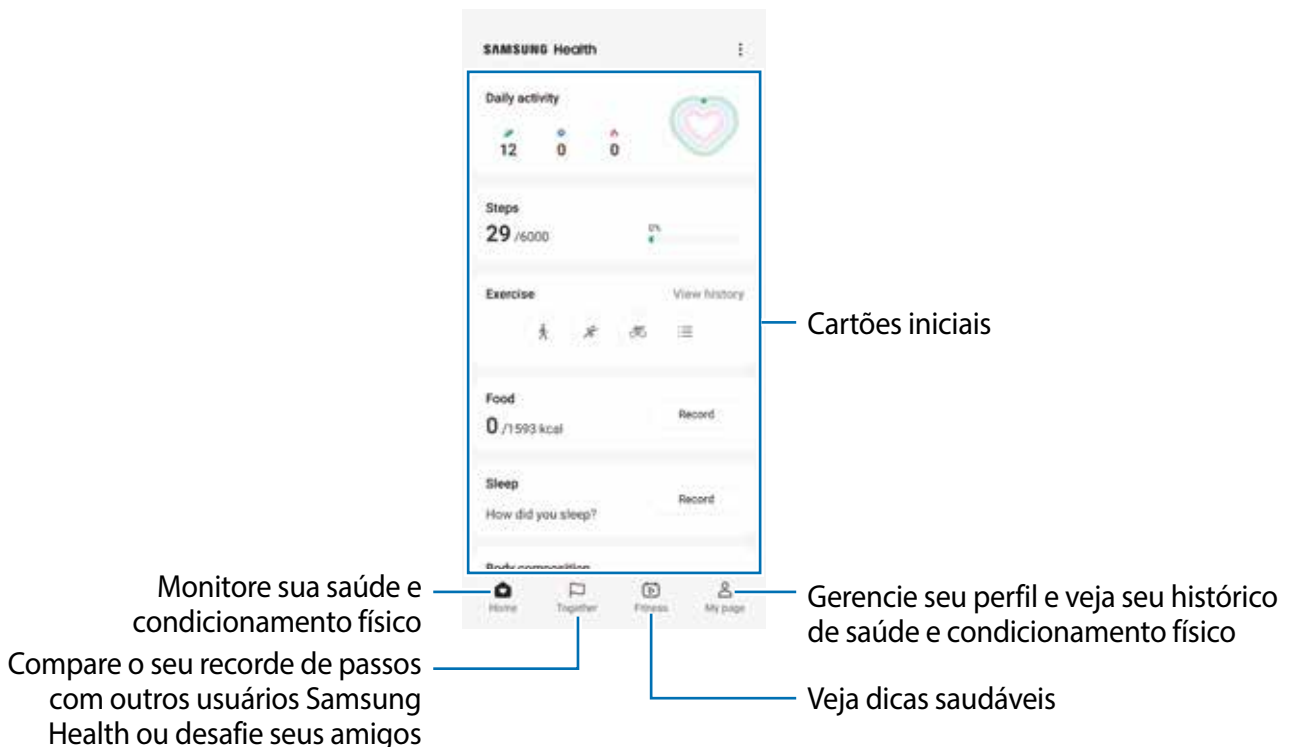 SAMSUNG Health
Daily activity
12 0 0
Steps
29 /6000
0%
Exercise View history
Cartões iniciais
Food
0 /1593 kcal
Record
Sleep
How did you sleep?
Record
Body composition
Home Together Fitness My page
Monitore sua saúde e
condicionamento físico
Compare o seu recorde de passos
com outros usuários Samsung
Health ou desafie seus amigos
Gerencie seu perfil e veja seu histórico
de saúde e condicionamento físico
Veja dicas saudáveis